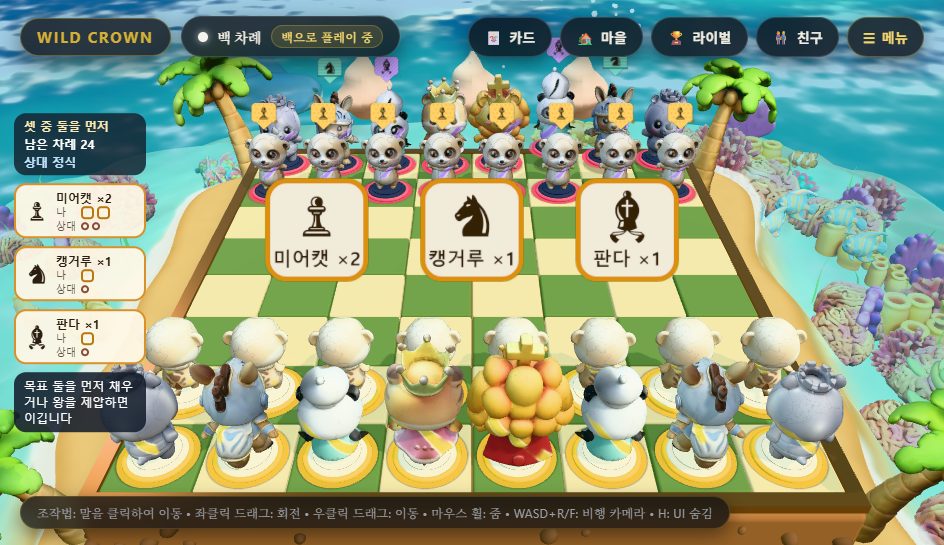 WILD CROWN
백 차례
백으로 플레이 중
카드
마을
라이벌
친구
☰ 메뉴
셋 중 둘을 먼저
남은 차례 24
상대 정식
미어캣 ×2
나
상대
캥거루 ×1
나
상대
판다 ×1
나
상대
목표 둘을 먼저 채우
거나 왕을 제압하면
이깁니다
미어캣 ×2
캥거루 ×1
판다 ×1
조작법: 말을 클릭하여 이동 • 좌클릭 드래그: 회전 • 우클릭 드래그: 이동 • 마우스 휠: 줌 • WASD+R/F: 비행 카메라 • H: UI 숨김